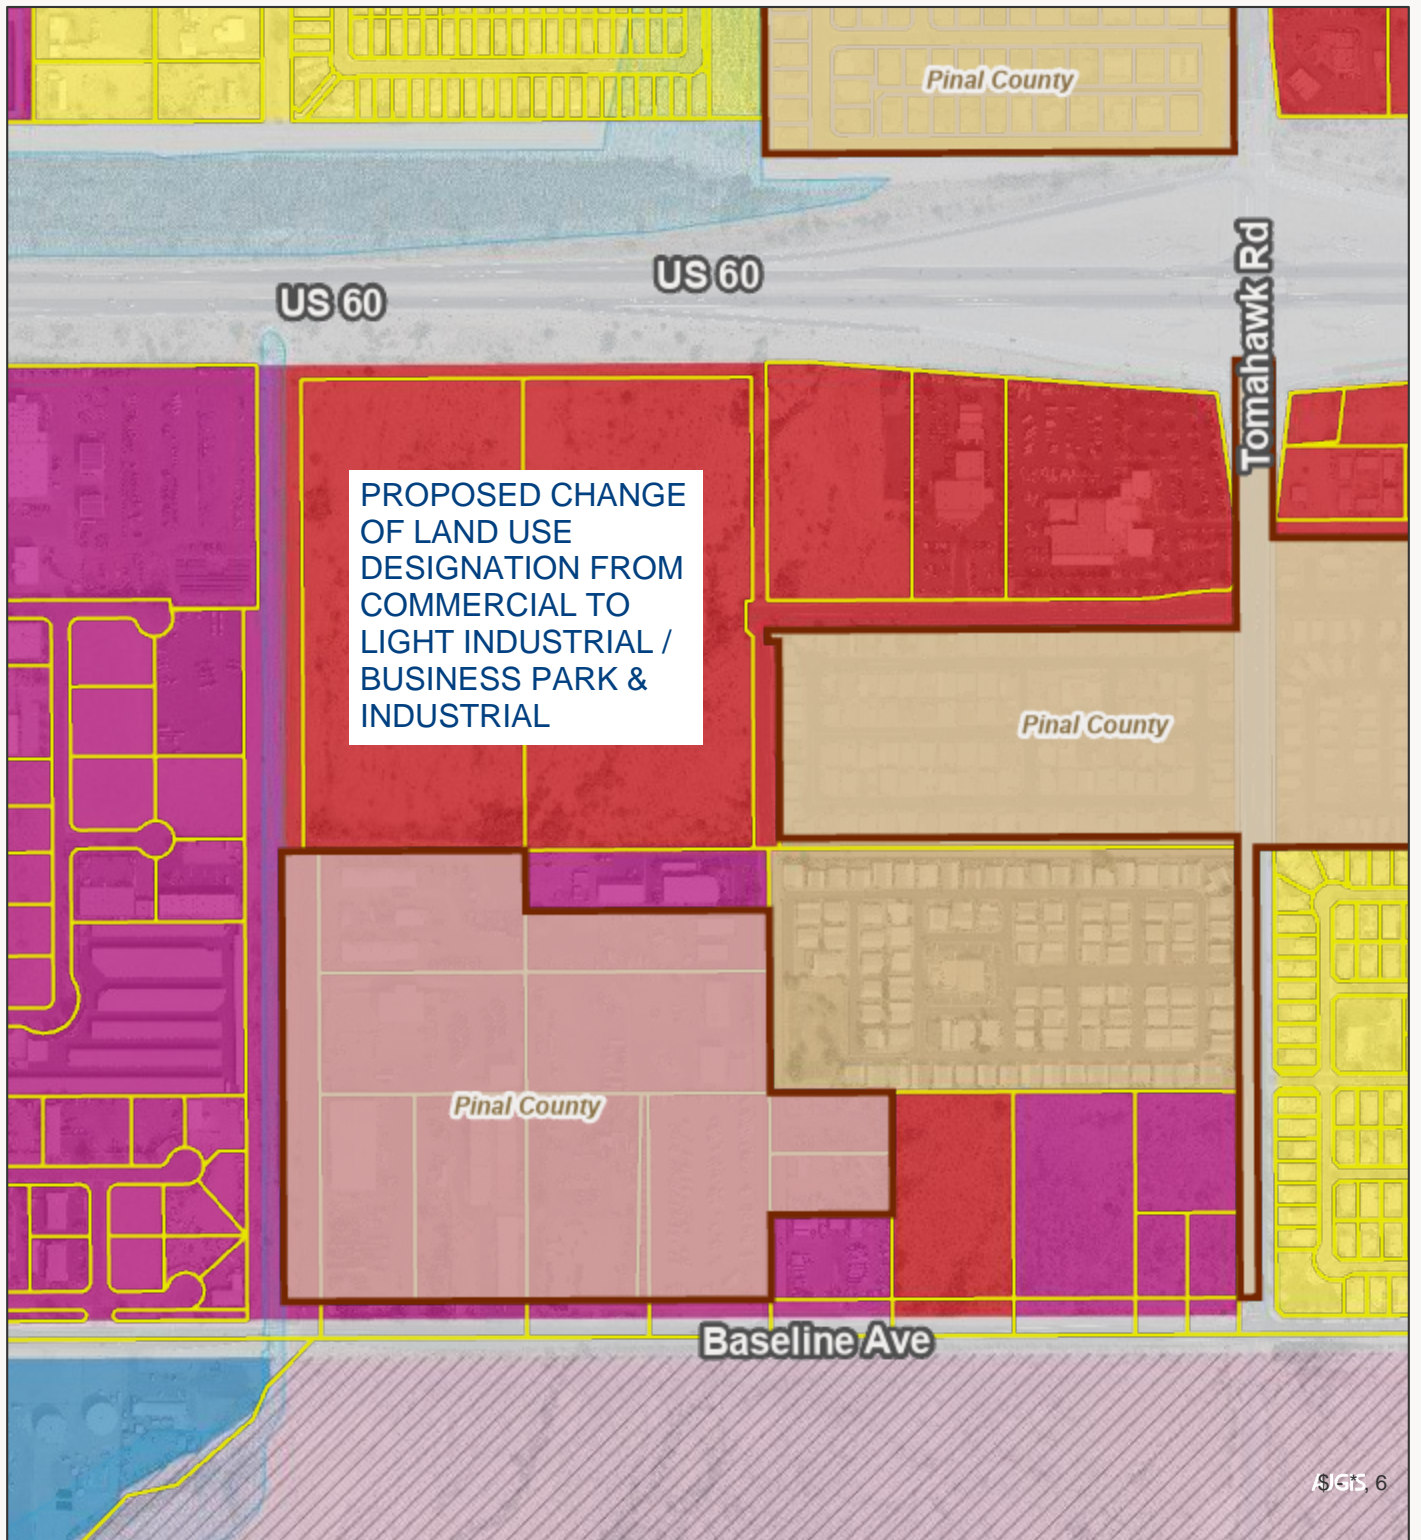 Pinal County
US 60
US 60
Tomahawk Rd
PROPOSED CHANGE
OF LAND USE
DESIGNATION FROM
COMMERCIAL TO
LIGHT INDUSTRIAL /
BUSINESS PARK &
INDUSTRIAL
Pinal County
Pinal County
Baseline Ave